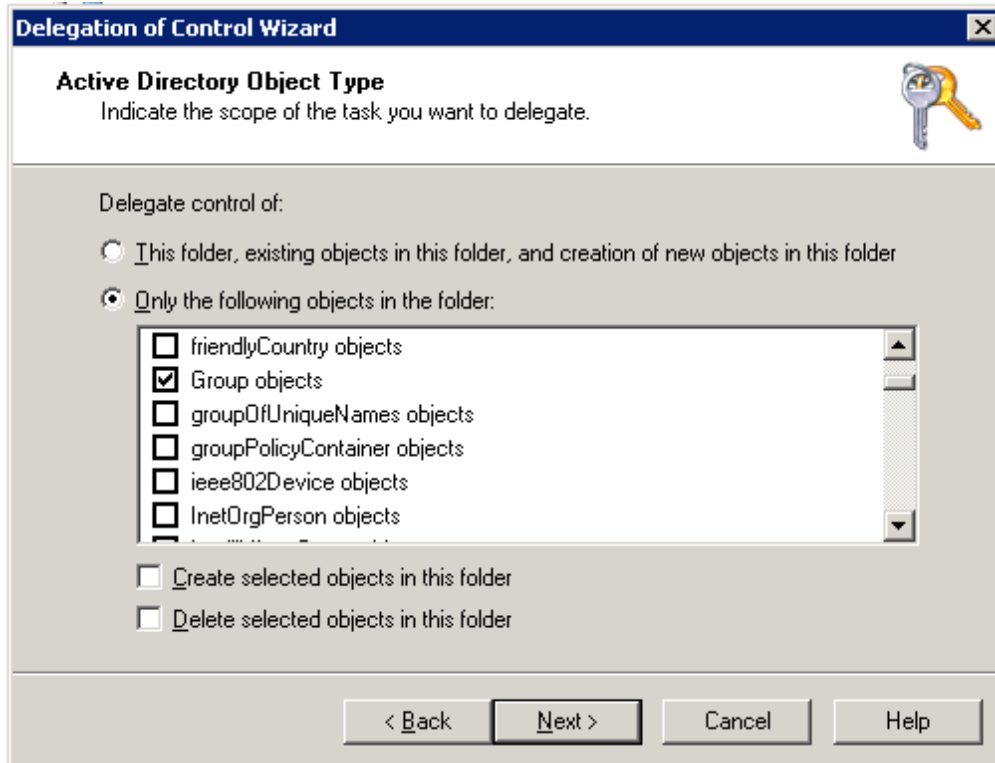 Delegation of Control Wizard
Active Directory Object Type
Indicate the scope of the task you want to delegate.
Delegate control of:
This folder, existing objects in this folder, and creation of new objects in this folder
Only the following objects in the folder:
friendlyCountry objects
Group objects
groupOfUniqueNames objects
groupPolicyContainer objects
ieee802Device objects
InetOrgPerson objects
Create selected objects in this folder
Delete selected objects in this folder
< Back
Next >
Cancel
Help